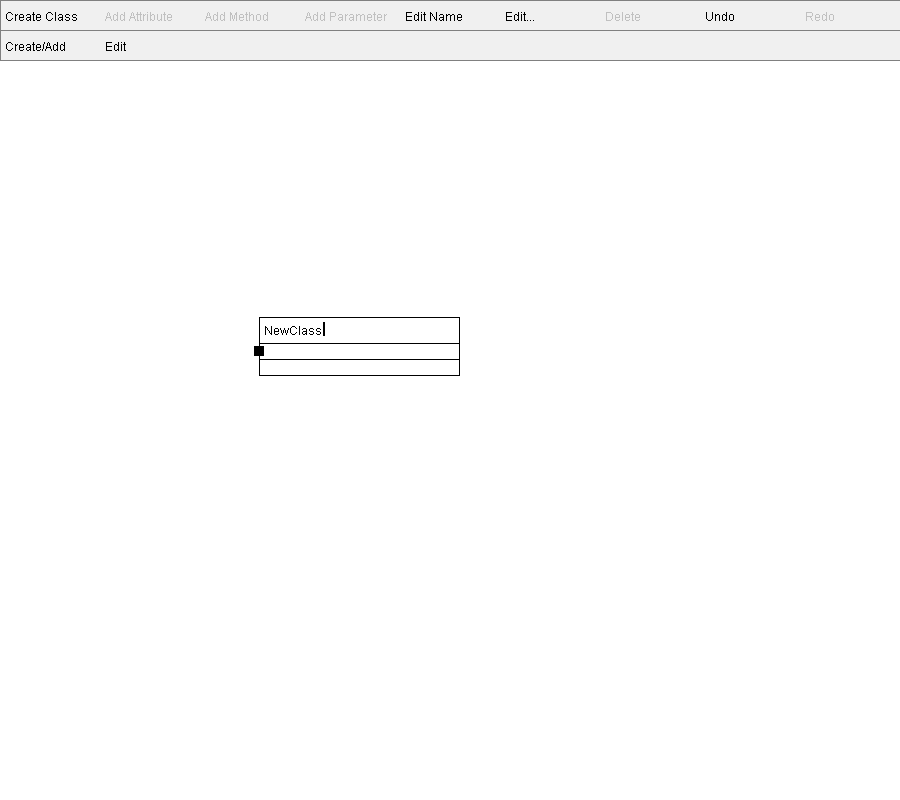 Create Class Add Attribute Add Method Add Parameter Edit Name Edit... Delete Undo Redo
Create/Add Edit
NewClass